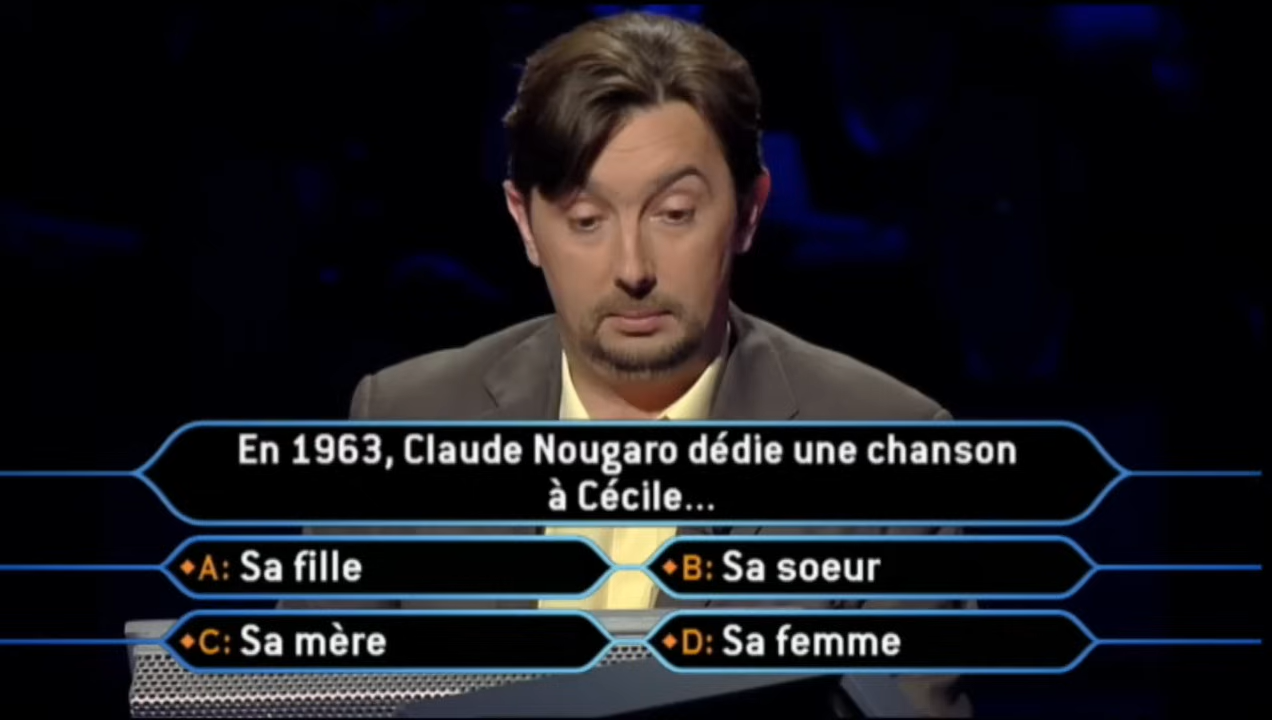 En 1963, Claude Nougaro dédie une chanson
à Cécile...
A: Sa fille
B: Sa soeur
C: Sa mère
D: Sa femme